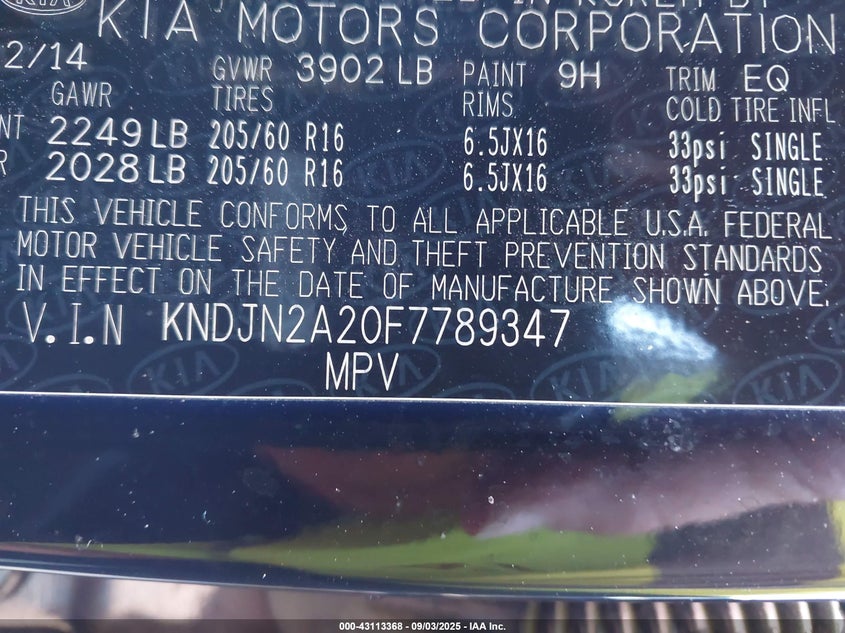 KIA MOTORS CORPORATION
2/14 GVWR 3902 LB PAINT 9H TRIM EQ
GAWR TIRES RIMS COLD TIRE INFL
NT 2249 LB 205/60 R16 6.5JX16 33psi SINGLE
R 2028 LB 205/60 R16 6.5JX16 33psi SINGLE
THIS VEHICLE CONFORMS TO ALL APPLICABLE U.S.A. FEDERAL
MOTOR VEHICLE SAFETY AND THEFT PREVENTION STANDARDS
IN EFFECT ON THE DATE OF MANUFACTURE SHOWN ABOVE.
V.I.N KNDJN2A20F7789347
MPV
000-43113368 - 09/03/2025 - IAA Inc.